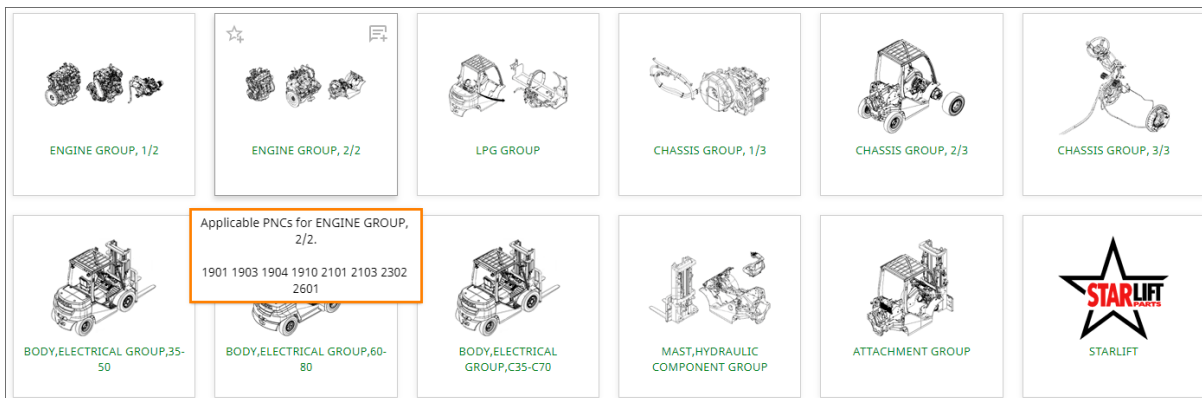 ENGINE GROUP, 1/2
ENGINE GROUP, 2/2
LPG GROUP
CHASSIS GROUP, 1/3
CHASSIS GROUP, 2/3
CHASSIS GROUP, 3/3
Applicable PNCs for ENGINE GROUP,
2/2.
1901 1903 1904 1910 2101 2103 2302
2601
BODY,ELECTRICAL GROUP,35-
50
BODY,ELECTRICAL GROUP,60-
80
BODY,ELECTRICAL
GROUP,C35-C70
MAST,HYDRAULIC
COMPONENT GROUP
ATTACHMENT GROUP
STARLIFT
PARTS
STARLIFT